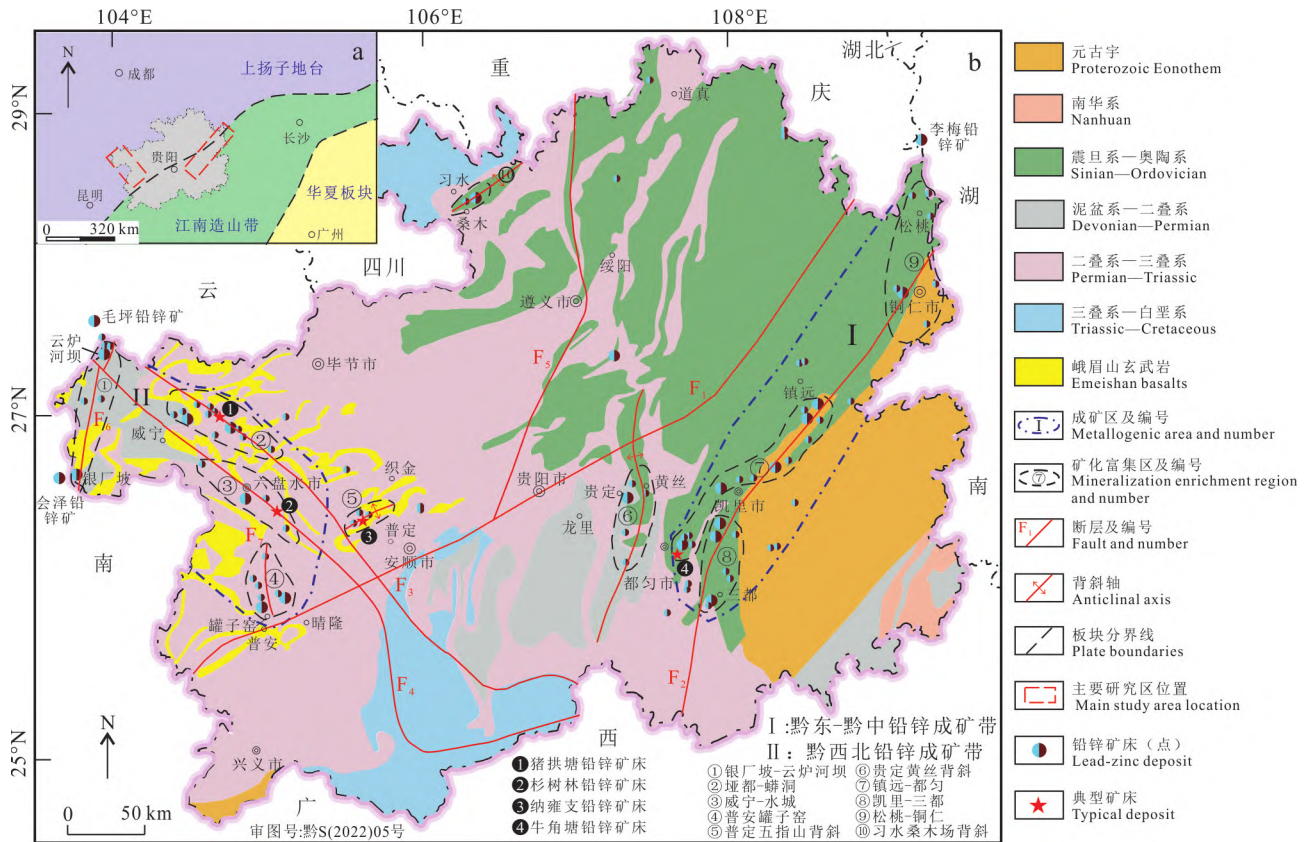 104°E
106°E
108°E
29°N
27°N
25°N
a
N
成都
上扬子地台
长沙
贵阳
昆明
华夏板块
江南造山带
广州
0 320 km
b
湖北
重
庆
道真
李梅铅
锌矿
湖
习水
⑩
桑木
松桃
四川
绥阳
⑨
铜仁市
云
遵义市
毛坪铅锌矿
云炉
河坝
毕节市
I
F₅
F₁
①
II
镇远
F₆
❶
威宁
②
⑦
银厂坡
会泽铅
锌矿
③
六盘水市
织金
贵阳市
贵定
黄丝
凯里市
南
❷
⑤
⑥
普定
❸
龙里
安顺市
⑧
南
F₇
④
❹
都匀市
三都
F₃
罐子窑
晴隆
普安
F₄
F₂
N
兴义市
西
广
0 50 km
审图号:黔S(2022)05号
I:黔东-黔中铅锌成矿带
II:黔西北铅锌成矿带
❶猪拱塘铅锌矿床
❷杉树林铅锌矿床
❸纳雍支铅锌矿床
❹牛角塘铅锌矿床
①银厂坡-云炉河坝
②垭都-蟒洞
③威宁-水城
④普安罐子窑
⑤普定五指山背斜
⑥贵定黄丝背斜
⑦镇远-都匀
⑧凯里-三都
⑨松桃-铜仁
⑩习水桑木场背斜
元古宇
Proterozoic Eonothem
南华系
Nanhuan
震旦系—奥陶系
Sinian—Ordovician
泥盆系—二叠系
Devonian—Permian
二叠系—三叠系
Permian—Triassic
三叠系—白垩系
Triassic—Cretaceous
峨眉山玄武岩
Emeishan basalts
I
成矿区及编号
Metallogenic area and number
⑦
矿化富集区及编号
Mineralization enrichment region
and number
F₁
断层及编号
Fault and number
背斜轴
Anticlinal axis
板块分界线
Plate boundaries
主要研究区位置
Main study area location
铅锌矿床（点）
Lead-zinc deposit
典型矿床
Typical deposit